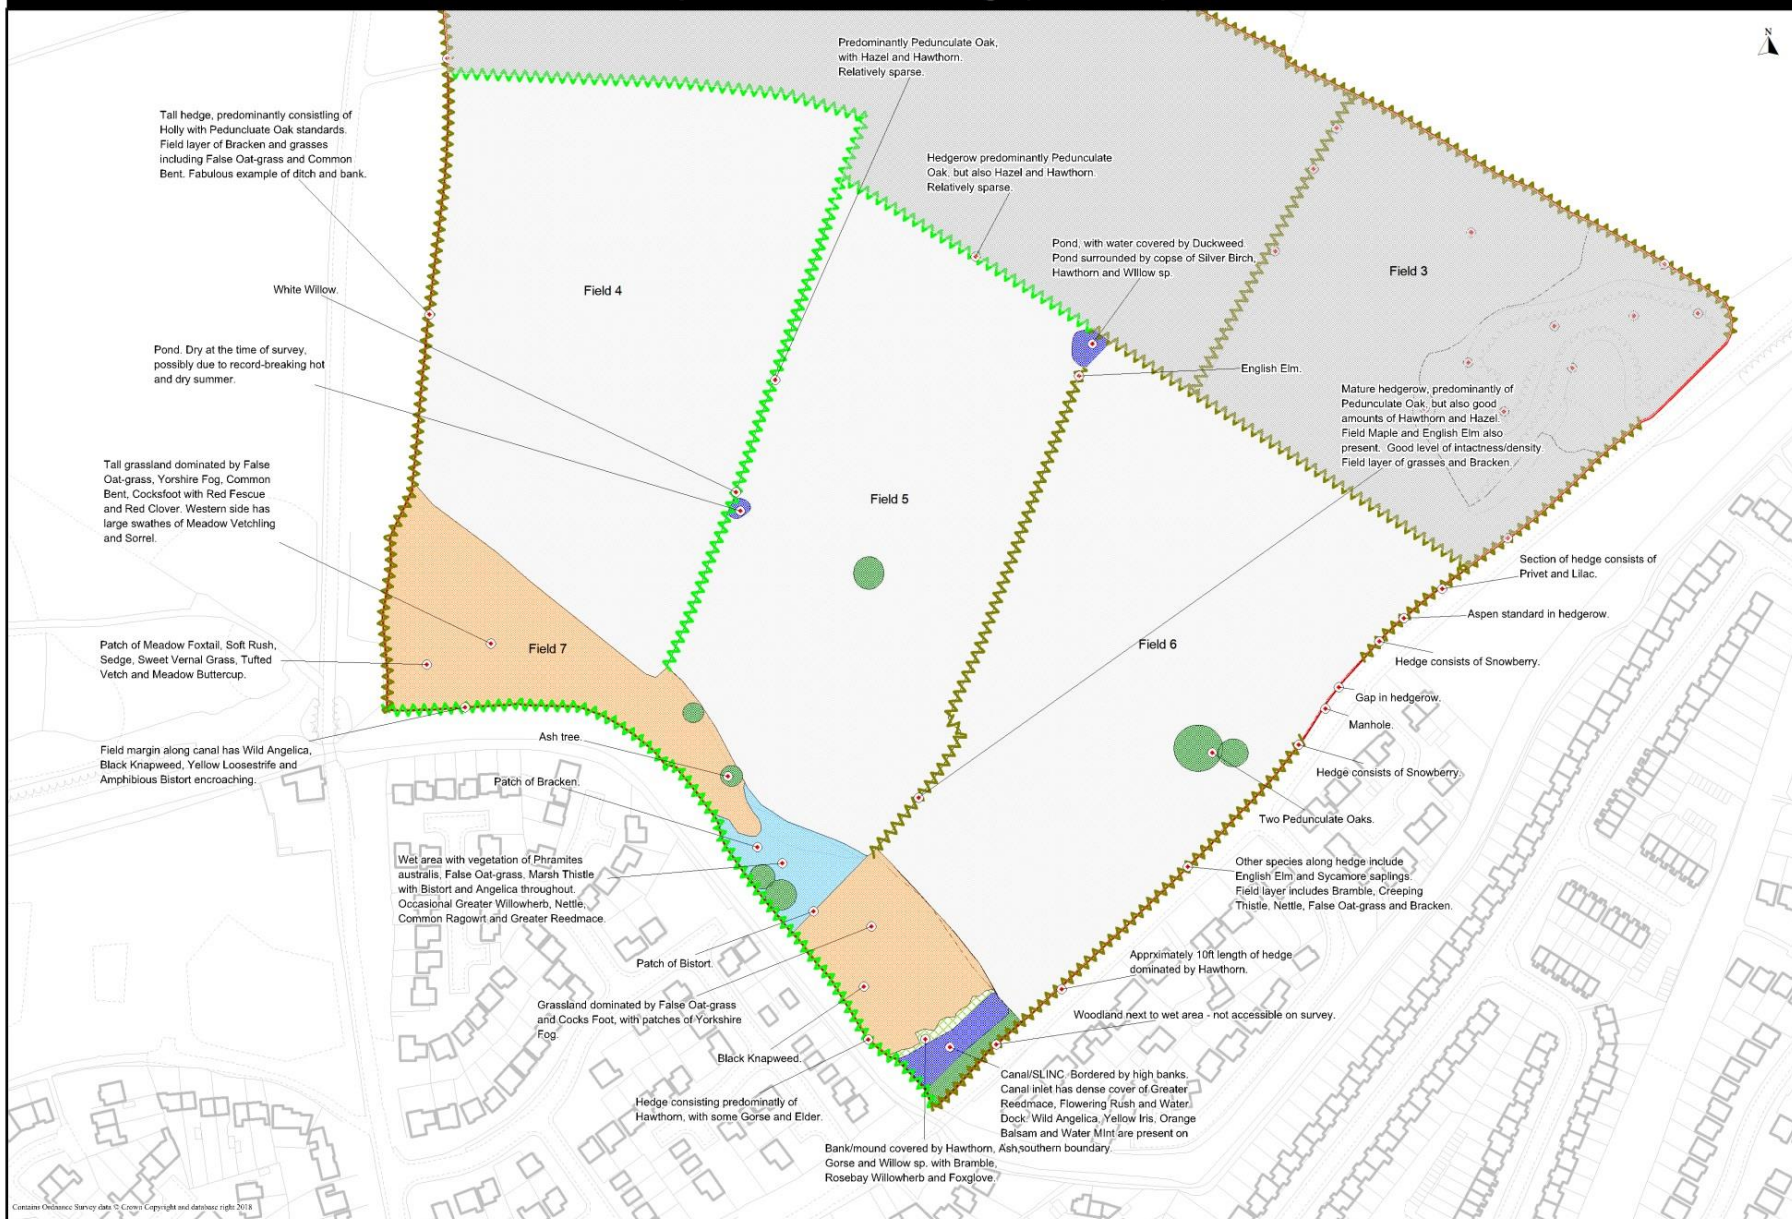 N
Predominantly Pedunculate Oak,
with Hazel and Hawthorn.
Relatively sparse.
Tall hedge, predominantly consistling of
Holly with Peduncluate Oak standards.
Field layer of Bracken and grasses
including False Oat-grass and Common
Bent. Fabulous example of ditch and bank.
Hedgerow predominantly Pedunculate
Oak, but also Hazel and Hawthorn.
Relatively sparse.
Pond, with water covered by Duckweed.
Pond surrounded by copse of Silver Birch,
Hawthorn and Willow sp.
Field 3
Field 4
White Willow.
Pond. Dry at the time of survey,
possibly due to record-breaking hot
and dry summer.
English Elm.
Mature hedgerow, predominantly of
Pedunculate Oak, but also good
amounts of Hawthorn and Hazel.
Field Maple and English Elm also
present. Good level of intactness/density.
Field layer of grasses and Bracken.
Tall grassland dominated by False
Oat-grass, Yorshire Fog, Common
Bent, Cocksfoot with Red Fescue
and Red Clover. Western side has
large swathes of Meadow Vetchling
and Sorrel.
Field 5
Section of hedge consists of
Privet and Lilac.
Aspen standard in hedgerow.
Patch of Meadow Foxtail, Soft Rush,
Sedge, Sweet Vernal Grass, Tufted
Vetch and Meadow Buttercup.
Field 7
Field 6
Hedge consists of Snowberry.
Gap in hedgerow.
Manhole.
Field margin along canal has Wild Angelica,
Black Knapweed, Yellow Loosestrife and
Amphibious Bistort encroaching.
Ash tree.
Patch of Bracken.
Hedge consists of Snowberry.
Two Pedunculate Oaks.
Wet area with vegetation of Phramites
australis, False Oat-grass, Marsh Thistle
with Bistort and Angelica throughout.
Occasional Greater Willowherb, Nettle,
Common Ragowrt and Greater Reedmace.
Other species along hedge include
English Elm and Sycamore saplings.
Field layer includes Bramble, Creeping
Thistle, Nettle, False Oat-grass and Bracken.
Patch of Bistort.
Apprximately 10ft length of hedge
dominated by Hawthorn.
Grassland dominated by False Oat-grass
and Cocks Foot, with patches of Yorkshire
Fog.
Woodland next to wet area - not accessible on survey.
Black Knapweed.
Canal/SLINC. Bordered by high banks.
Canal inlet has dense cover of Greater
Reedmace, Flowering Rush and Water
Dock. Wild Angelica, Yellow Iris, Orange
Balsam and Water Mint are present on
southern boundary.
Hedge consisting predominatly of
Hawthorn, with some Gorse and Elder.
Bank/mound covered by Hawthorn, Ash,
Gorse and Willow sp. with Bramble,
Rosebay Willowherb and Foxglove.
Contains Ordnance Survey data © Crown Copyright and database right 2018